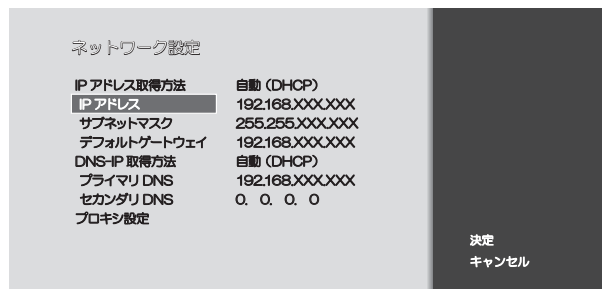 ネットワーク設定
IP アドレス取得方法 自動（DHCP）
IP アドレス 192.168.XXX.XXX
サブネットマスク 255.255.XXX.XXX
デフォルトゲートウェイ 192.168.XXX.XXX
DNS-IP 取得方法 自動（DHCP）
プライマリ DNS 192.168.XXX.XXX
セカンダリ DNS 0. 0. 0. 0
プロキシ設定
決定
キャンセル